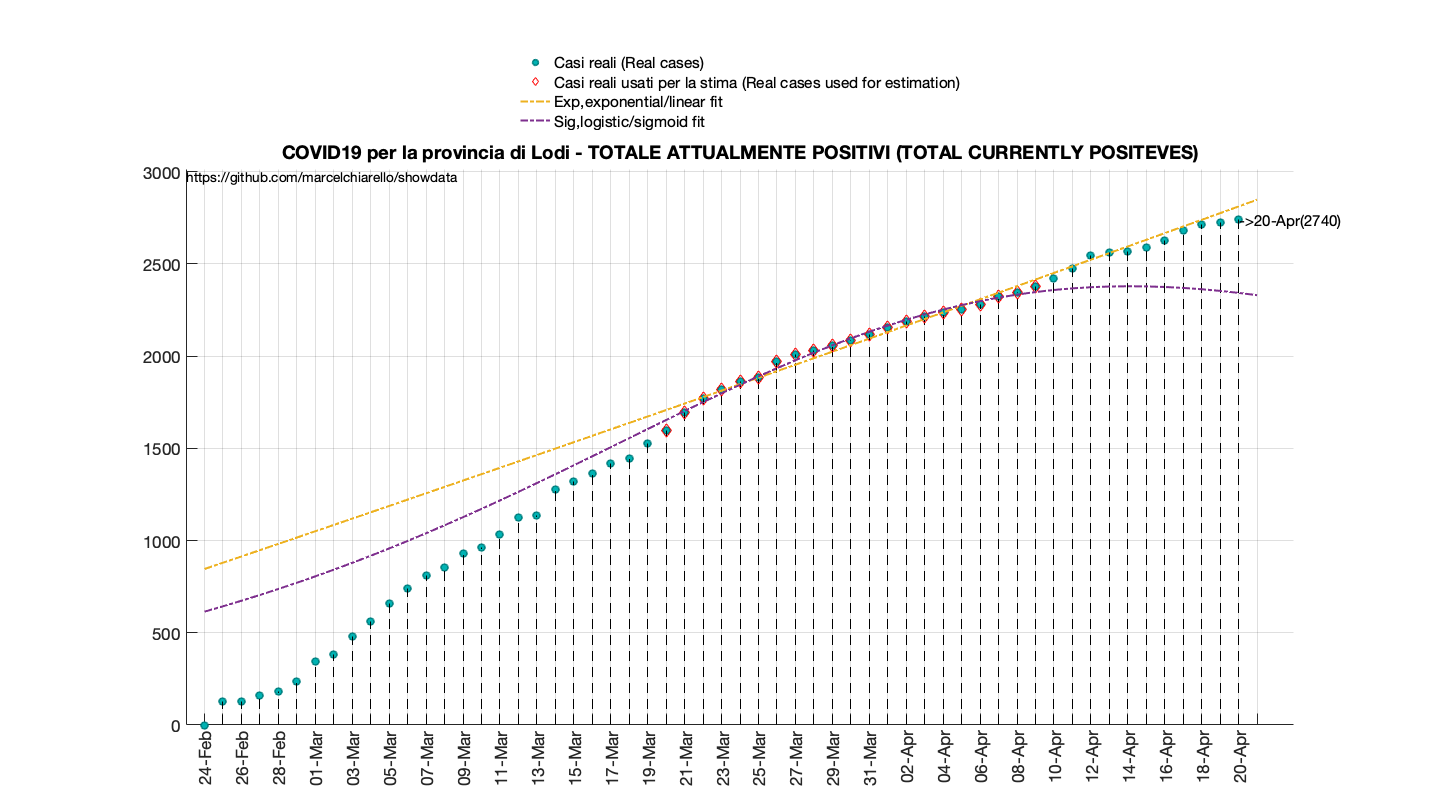 Casi reali (Real cases)
Casi reali usati per la stima (Real cases used for estimation)
Exp,exponential/linear fit
Sig,logistic/sigmoid fit
COVID19 per la provincia di Lodi - TOTALE ATTUALMENTE POSITIVI (TOTAL CURRENTLY POSITEVES)
https://github.com/marcelchiarello/showdata
3000
2500
2000
1500
1000
500
0
->20-Apr(2740)
24-Feb
26-Feb
28-Feb
01-Mar
03-Mar
05-Mar
07-Mar
09-Mar
11-Mar
13-Mar
15-Mar
17-Mar
19-Mar
21-Mar
23-Mar
25-Mar
27-Mar
29-Mar
31-Mar
02-Apr
04-Apr
06-Apr
08-Apr
10-Apr
12-Apr
14-Apr
16-Apr
18-Apr
20-Apr